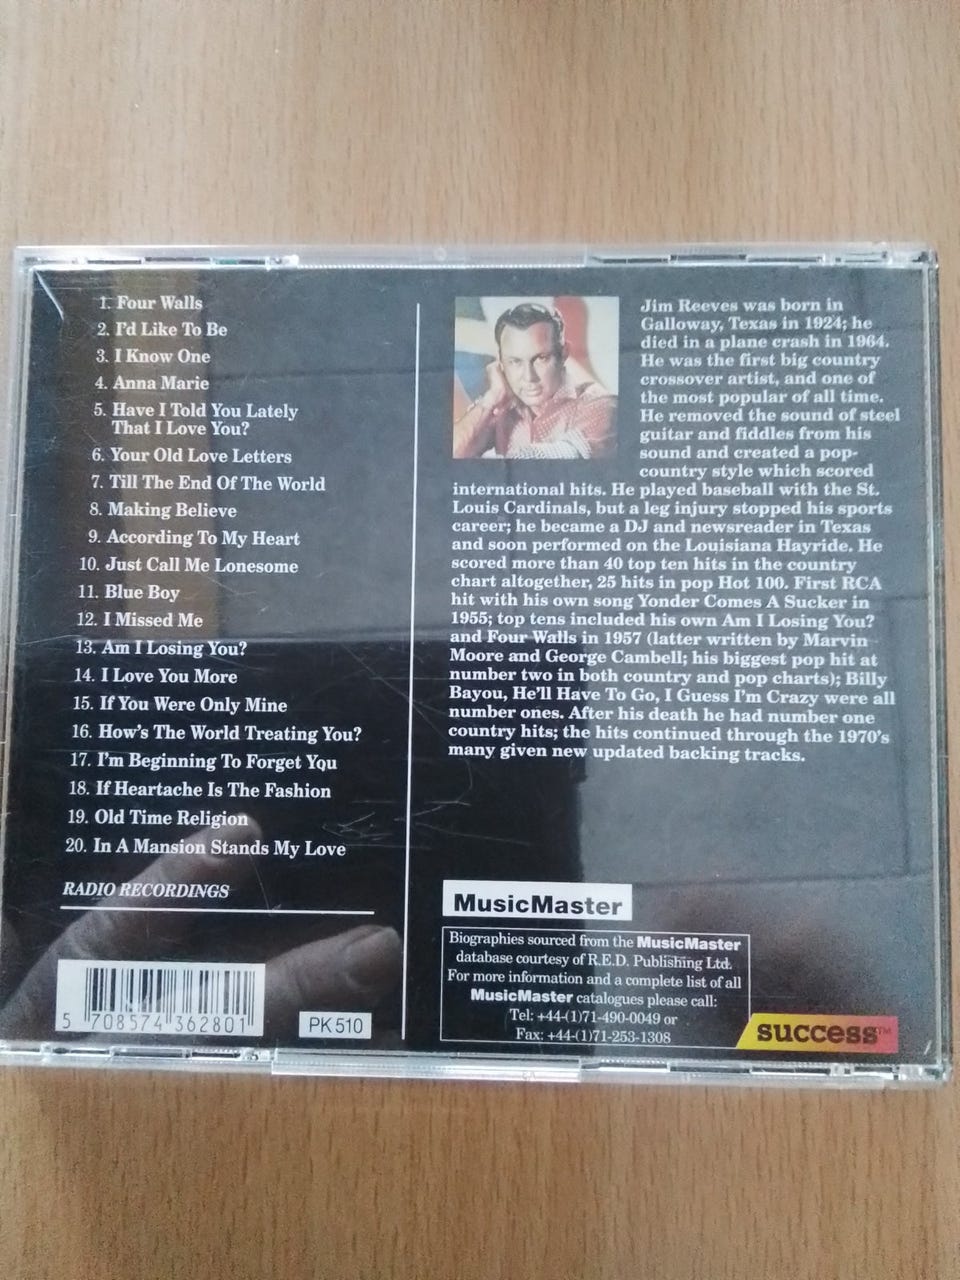 1. Four Walls
2. I'd Like To Be
3. I Know One
4. Anna Marie
5. Have I Told You Lately
That I Love You?
6. Your Old Love Letters
7. Till The End Of The World
8. Making Believe
9. According To My Heart
10. Just Call Me Lonesome
11. Blue Boy
12. I Missed Me
13. Am I Losing You?
14. I Love You More
15. If You Were Only Mine
16. How's The World Treating You?
17. I'm Beginning To Forget You
18. If Heartache Is The Fashion
19. Old Time Religion
20. In A Mansion Stands My Love
RADIO RECORDINGS
5 708574 362801
PK 510
Jim Reeves was born in
Galloway, Texas in 1924; he
died in a plane crash in 1964.
He was the first big country
crossover artist, and one of
the most popular of all time.
He removed the sound of steel
guitar and fiddles from his
sound and created a pop-
country style which scored
international hits. He played baseball with the St.
Louis Cardinals, but a leg injury stopped his sports
career; he became a DJ and newsreader in Texas
and soon performed on the Louisiana Hayride. He
scored more than 40 top ten hits in the country
chart altogether, 25 hits in pop Hot 100. First RCA
hit with his own song Yonder Comes A Sucker in
1955; top tens included his own Am I Losing You?
and Four Walls in 1957 (latter written by Marvin
Moore and George Cambell; his biggest pop hit at
number two in both country and pop charts); Billy
Bayou, He'll Have To Go, I Guess I'm Crazy were all
number ones. After his death he had number one
country hits; the hits continued through the 1970's
many given new updated backing tracks.
MusicMaster
Biographies sourced from the MusicMaster
database courtesy of R.E.D. Publishing Ltd.
For more information and a complete list of all
MusicMaster catalogues please call:
Tel: +44-(1)71-490-0049 or
Fax: +44-(1)71-253-1308
success™